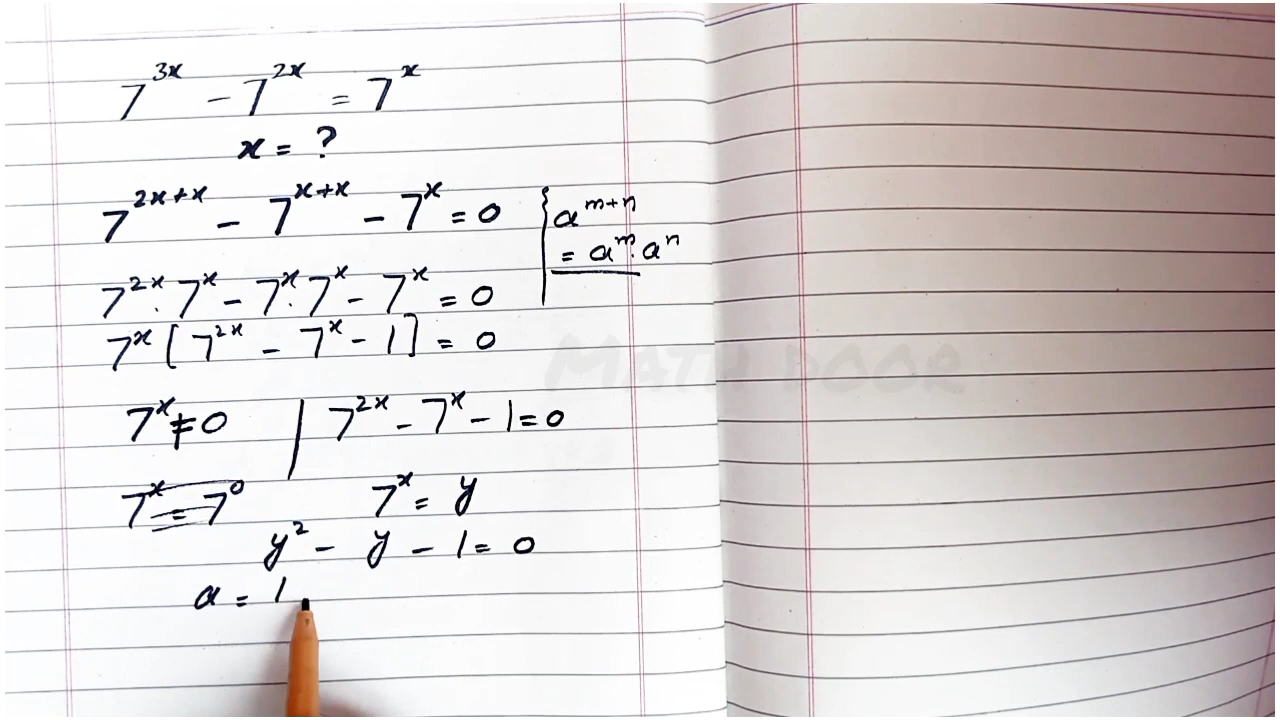 7^{3x} - 7^{2x} = 7^{x}
x = ?
7^{2x+x} - 7^{x+x} - 7^{x} = 0
{ a^{m+n}
= a^{m} . a^{n}
7^{2x} . 7^{x} - 7^{x} . 7^{x} - 7^{x} = 0
7^{x} [ 7^{2x} - 7^{x} - 1 ] = 0
MATH DOOR
7^{x} ≠ 0 | 7^{2x} - 7^{x} - 1 = 0
7^{x} = 7^{0} 7^{x} = y
y^{2} - y - 1 = 0
a = 1